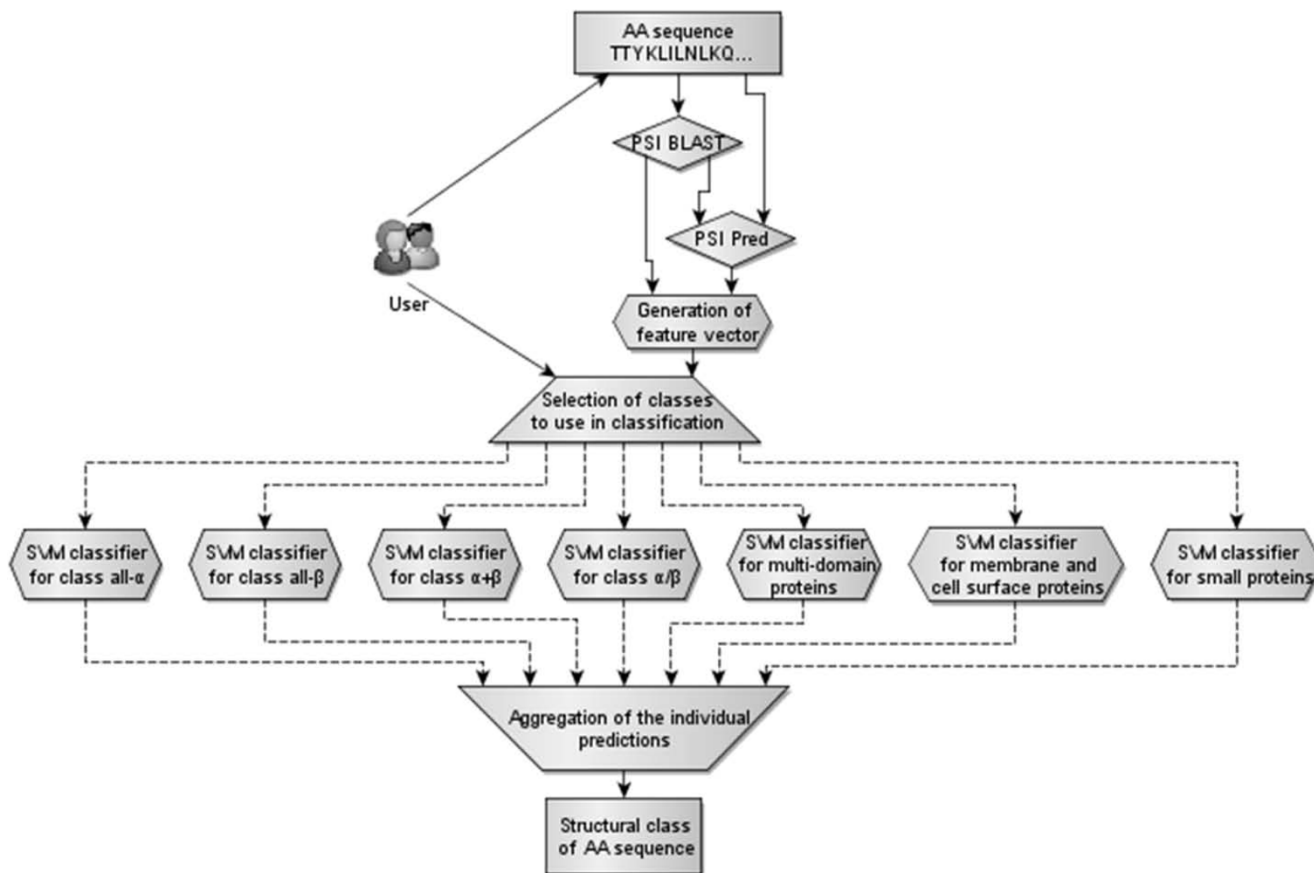 AA sequence
TTYKLILNLKQ...
PSI BLAST
PSI Pred
User
Generation of
feature vector
Selection of classes
to use in classification
SVM classifier
for class all-α
SVM classifier
for class all-β
SVM classifier
for class α+β
SVM classifier
for class α/β
SVM classifier
for multi-domain
proteins
SVM classifier
for membrane and
cell surface proteins
SVM classifier
for small proteins
Aggregation of the individual
predictions
Structural class
of AA sequence